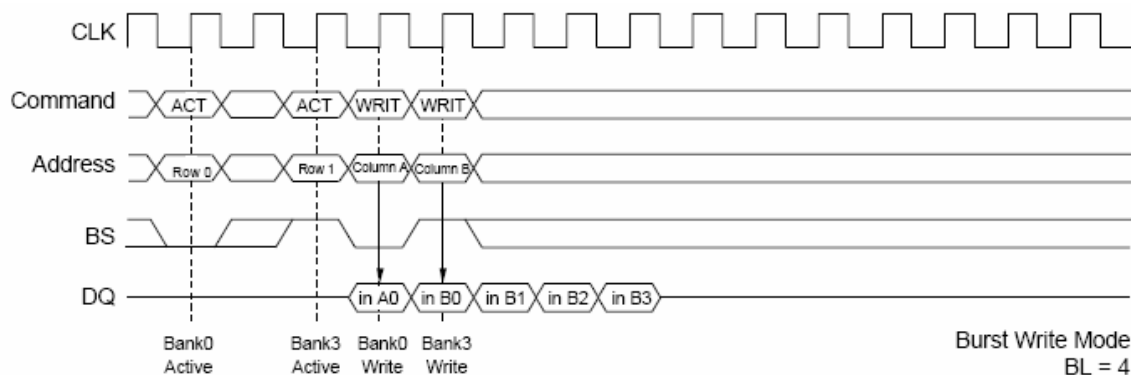 CLK
Command ACT ACT WRIT WRIT
Address Row 0 Row 1 Column A Column B
BS
DQ in A0 in B0 in B1 in B2 in B3
Bank0 Bank3 Bank0 Bank3 Burst Write Mode
Active Active Write Write BL = 4